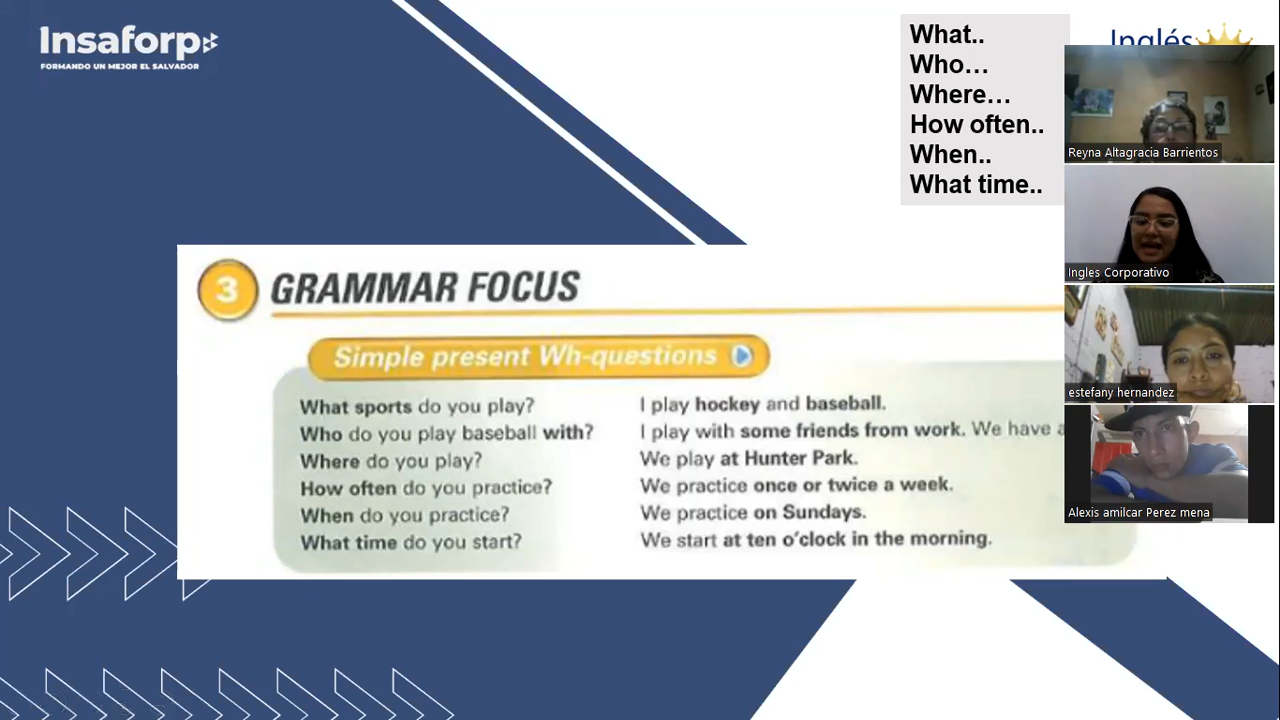 Insaforp
FORMANDO UN MEJOR EL SALVADOR
What..
Who…
Where…
How often..
When..
What time..
Inglés
Reyna Altagracia Barrientos
Ingles Corporativo
estefany hernandez
Alexis amilcar Perez mena
3 GRAMMAR FOCUS
Simple present Wh-questions
What sports do you play? I play hockey and baseball.
Who do you play baseball with? I play with some friends from work. We have a
Where do you play? We play at Hunter Park.
How often do you practice? We practice once or twice a week.
When do you practice? We practice on Sundays.
What time do you start? We start at ten o'clock in the morning.